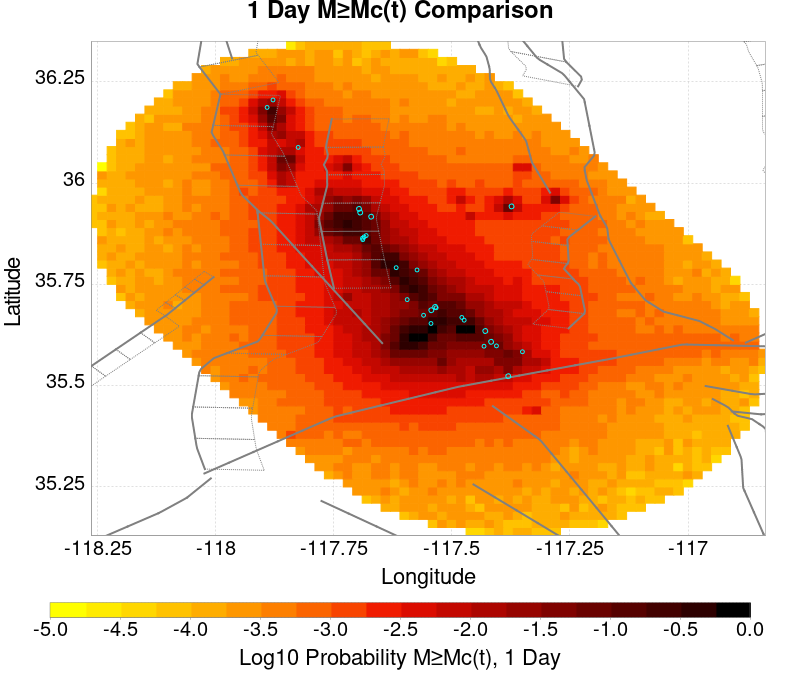 1 Day M≥Mc(t) Comparison
36.25
36
35.75
35.5
35.25
Latitude
-118.25 -118 -117.75 -117.5 -117.25 -117
Longitude
-5.0 -4.5 -4.0 -3.5 -3.0 -2.5 -2.0 -1.5 -1.0 -0.5 0.0
Log10 Probability M≥Mc(t), 1 Day